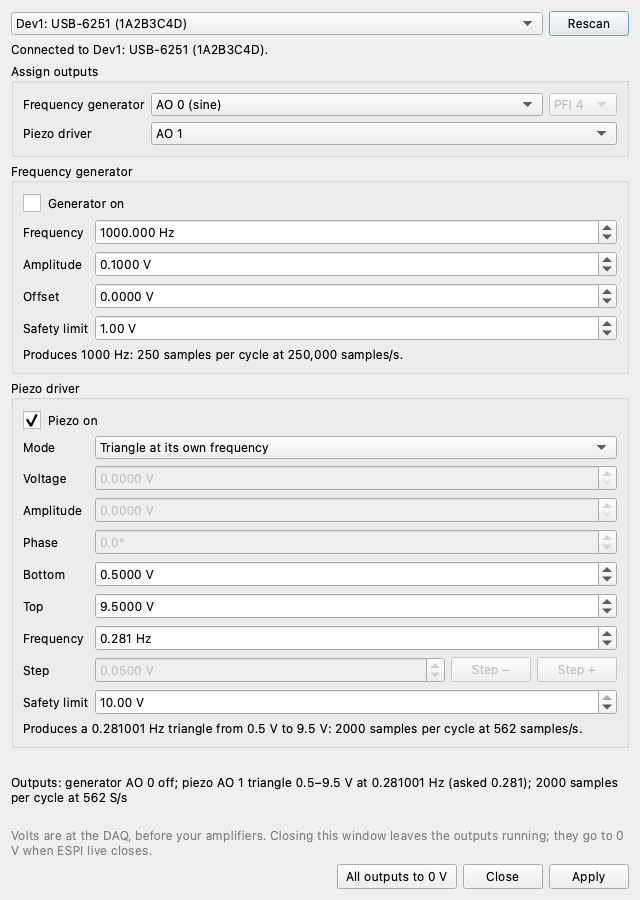 Dev1: USB-6251 (1A2B3C4D)
Rescan
Connected to Dev1: USB-6251 (1A2B3C4D).
Assign outputs
Frequency generator AO 0 (sine) PFI 4
Piezo driver AO 1
Frequency generator
Generator on
Frequency 1000.000 Hz
Amplitude 0.1000 V
Offset 0.0000 V
Safety limit 1.00 V
Produces 1000 Hz: 250 samples per cycle at 250,000 samples/s.
Piezo driver
Piezo on
Mode Triangle at its own frequency
Voltage 0.0000 V
Amplitude 0.0000 V
Phase 0.0°
Bottom 0.5000 V
Top 9.5000 V
Frequency 0.281 Hz
Step 0.0500 V Step – Step +
Safety limit 10.00 V
Produces a 0.281001 Hz triangle from 0.5 V to 9.5 V: 2000 samples per cycle at 562 samples/s.
Outputs: generator AO 0 off; piezo AO 1 triangle 0.5–9.5 V at 0.281001 Hz (asked 0.281); 2000 samples
per cycle at 562 S/s
Volts are at the DAQ, before your amplifiers. Closing this window leaves the outputs running; they go to 0
V when ESPI live closes.
All outputs to 0 V Close Apply